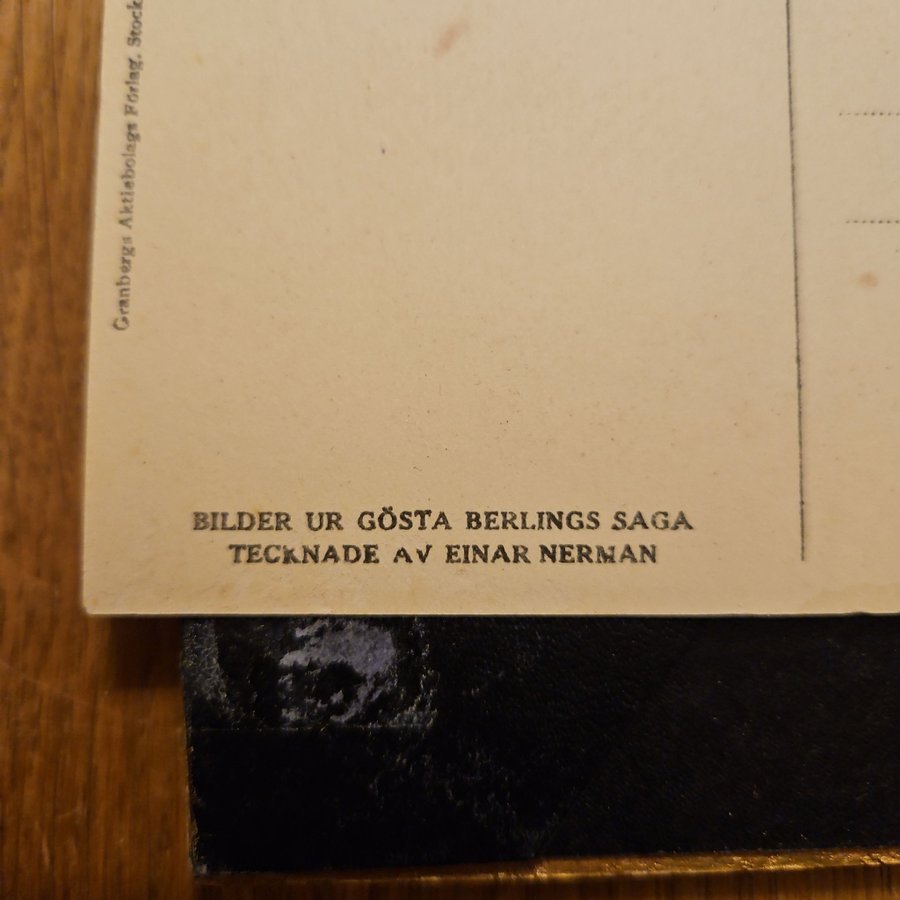 Granbergs Aktiebolags Förlag, Stock
BILDER UR GÖSTA BERLINGS SAGA
TECKNADE AV EINAR NERMAN